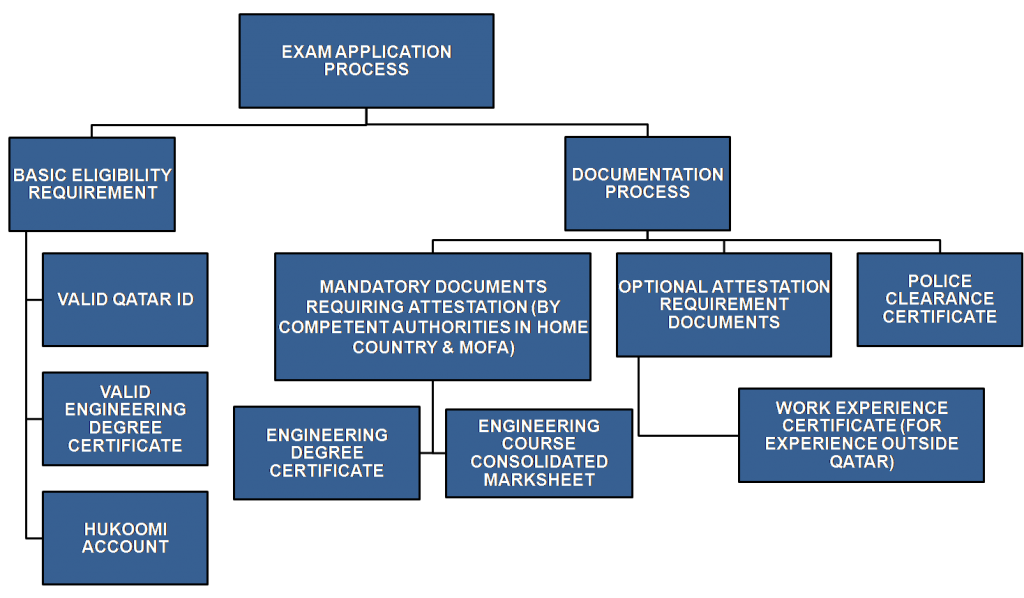 EXAM APPLICATION
PROCESS
BASIC ELIGIBILITY
REQUIREMENT
DOCUMENTATION
PROCESS
VALID QATAR ID
VALID
ENGINEERING
DEGREE
CERTIFICATE
HUKOOMI
ACCOUNT
MANDATORY DOCUMENTS
REQUIRING ATTESTATION (BY
COMPETENT AUTHORITIES IN HOME
COUNTRY & MOFA)
ENGINEERING
DEGREE
CERTIFICATE
ENGINEERING
COURSE
CONSOLIDATED
MARKSHEET
OPTIONAL ATTESTATION
REQUIREMENT
DOCUMENTS
WORK EXPERIENCE
CERTIFICATE (FOR
EXPERIENCE OUTSIDE
QATAR)
POLICE
CLEARANCE
CERTIFICATE